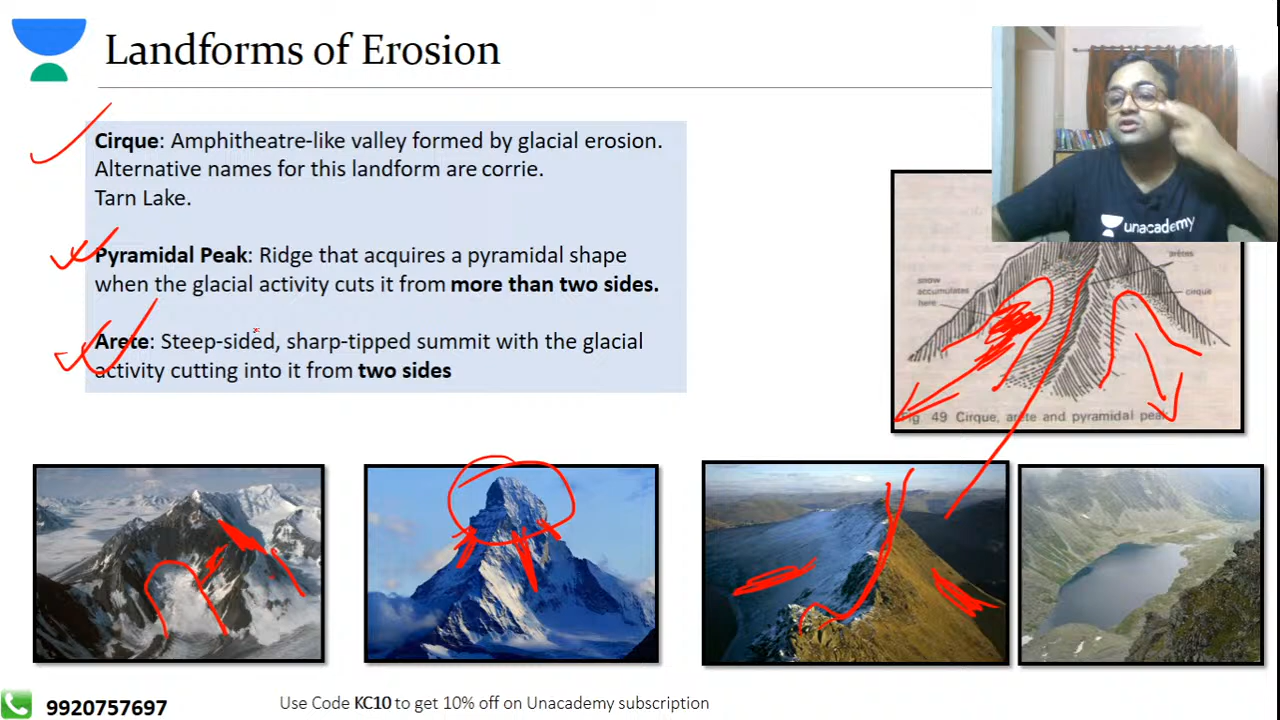 Landforms of Erosion
Cirque: Amphitheatre-like valley formed by glacial erosion.
Alternative names for this landform are corrie.
Tarn Lake.
Pyramidal Peak: Ridge that acquires a pyramidal shape
when the glacial activity cuts it from more than two sides.
Arete: Steep-sided, sharp-tipped summit with the glacial
activity cutting into it from two sides
unacademy
arêtes
snow
accumulates
here
cirque
49 Cirque, arete and pyramidal peak
9920757697
Use Code KC10 to get 10% off on Unacademy subscription